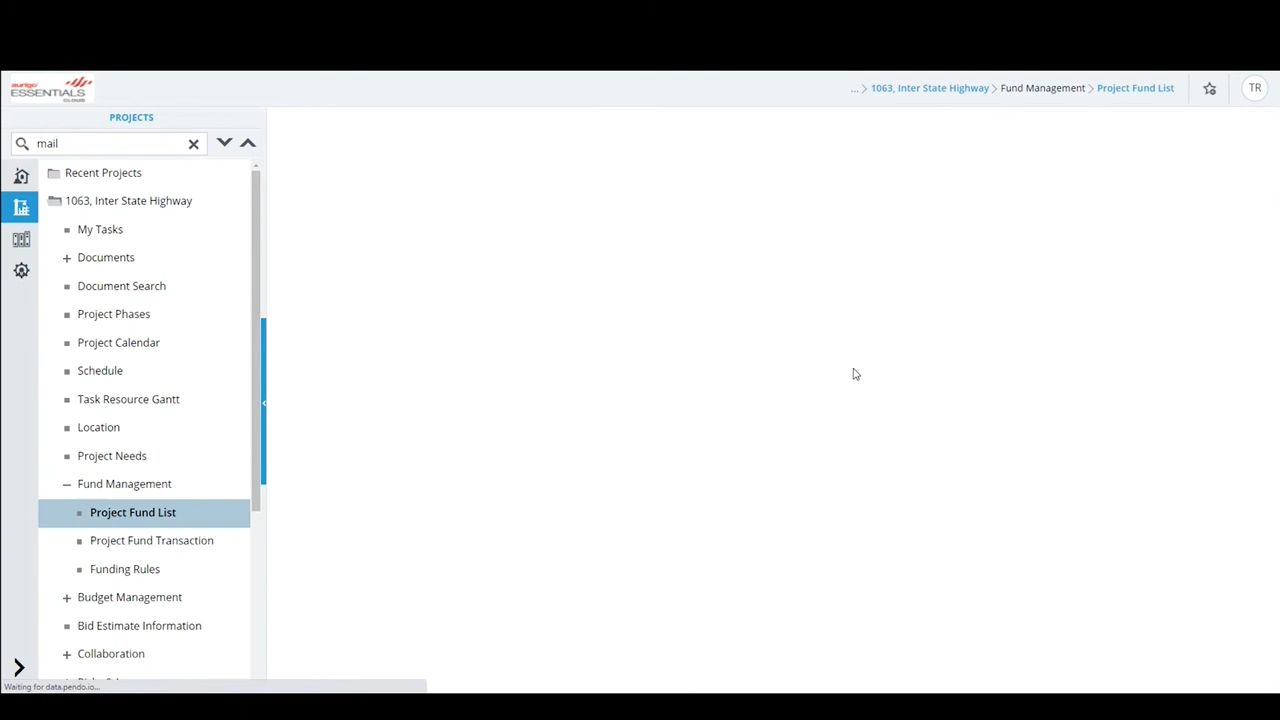 aurigo
ESSENTIALS
CLOUD
... > 1063, Inter State Highway > Fund Management > Project Fund List
TR
PROJECTS
mail
Recent Projects
1063, Inter State Highway
My Tasks
Documents
Document Search
Project Phases
Project Calendar
Schedule
Task Resource Gantt
Location
Project Needs
Fund Management
Project Fund List
Project Fund Transaction
Funding Rules
Budget Management
Bid Estimate Information
Collaboration
Waiting for data.pendo.io...